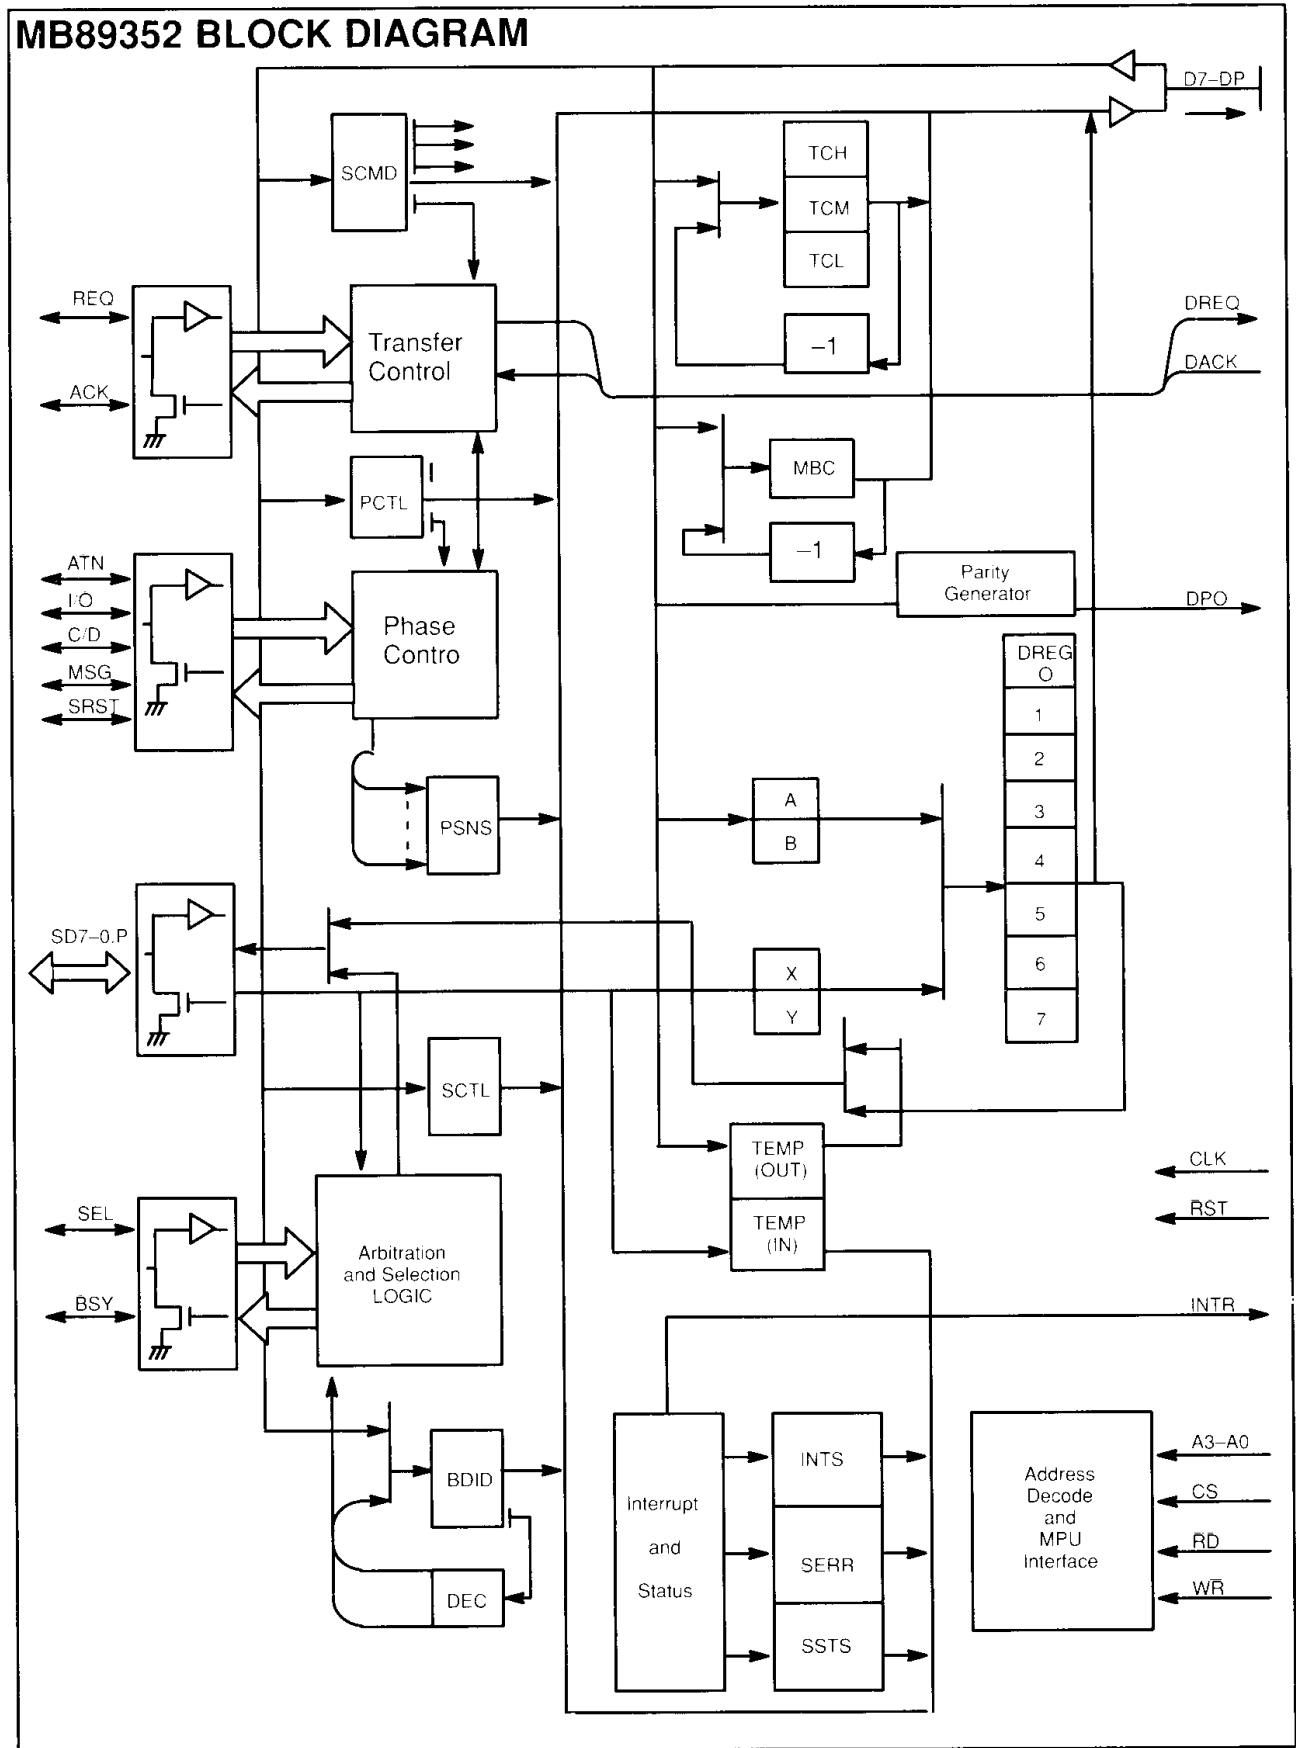 MB89352 BLOCK DIAGRAM
D7–DP
SCMD
TCH
TCM
TCL
–1
REQ
ACK
Transfer
Control
DREQ
DACK
PCTL
MBC
–1
ATN
I/O
C/D
MSG
SRST
Phase
Contro
Parity
Generator
DPO
DREG
O
1
2
3
4
5
6
7
PSNS
A
B
SD7–0.P
X
Y
SCTL
TEMP
(OUT)
TEMP
(IN)
CLK
RST
SEL
BSY
Arbitration
and Selection
LOGIC
INTR
BDID
DEC
Interrupt
and
Status
INTS
SERR
SSTS
Address
Decode
and
MPU
Interface
A3–A0
CS
RD
WR